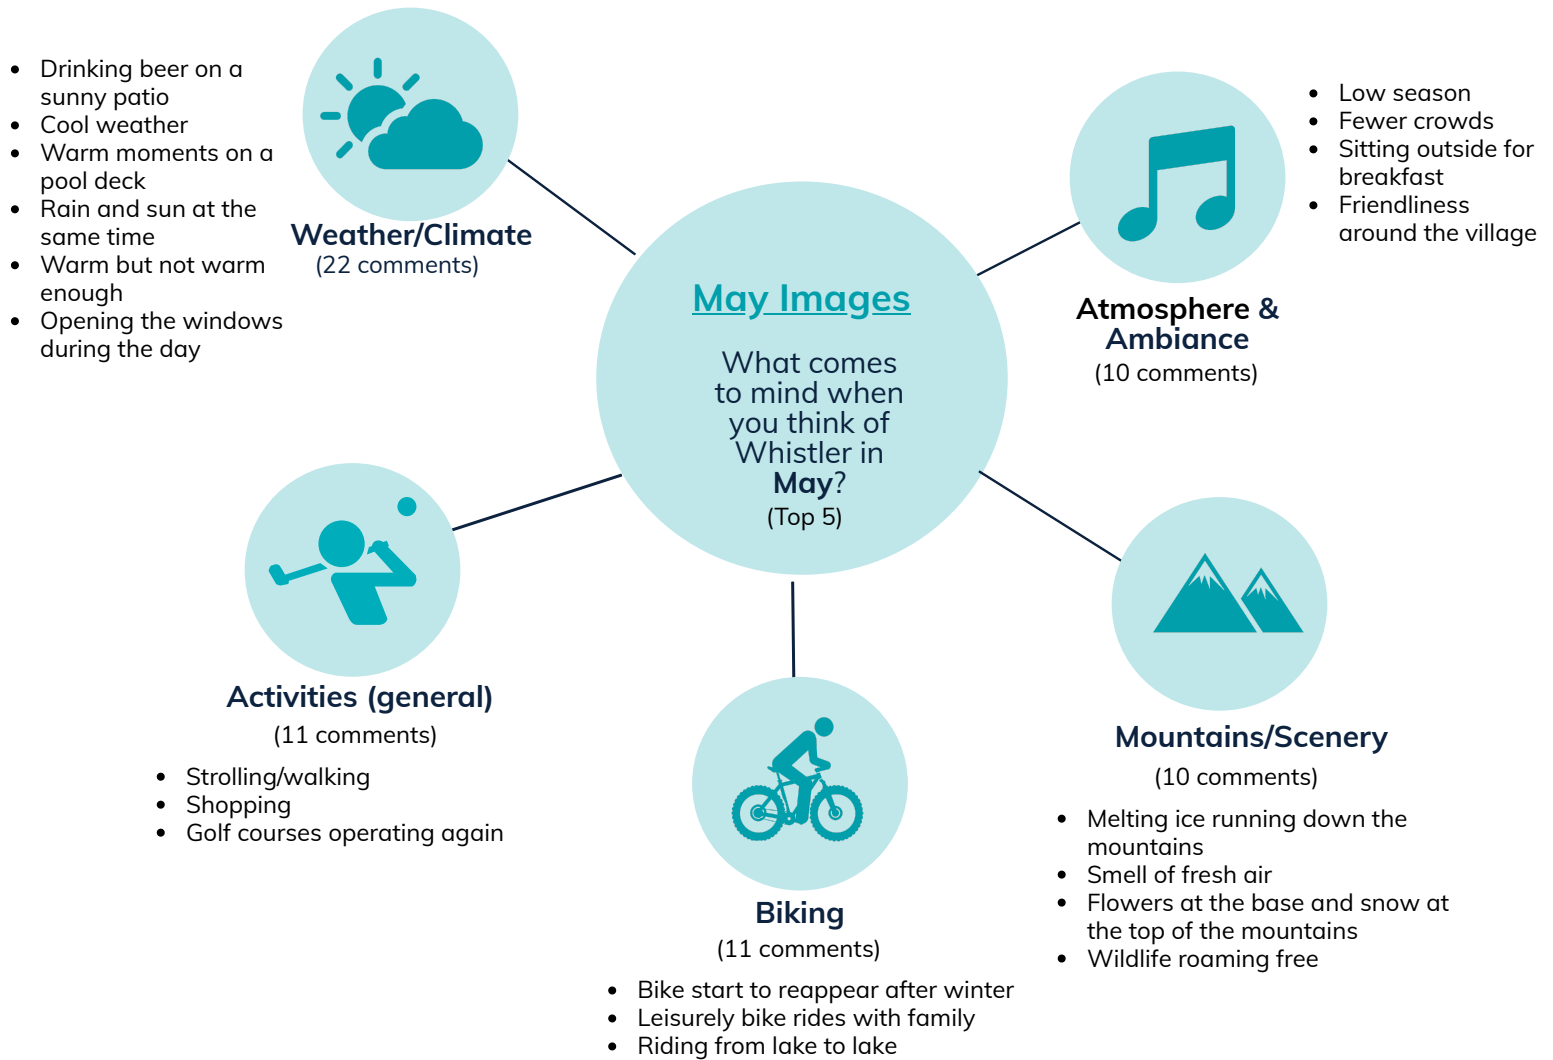 May Images
What comes
to mind when
you think of
Whistler in
May?
(Top 5)
Weather/Climate
(22 comments)
• Drinking beer on a
sunny patio
• Cool weather
• Warm moments on a
pool deck
• Rain and sun at the
same time
• Warm but not warm
enough
• Opening the windows
during the day
Atmosphere &
Ambiance
(10 comments)
• Low season
• Fewer crowds
• Sitting outside for
breakfast
• Friendliness
around the village
Activities (general)
(11 comments)
• Strolling/walking
• Shopping
• Golf courses operating again
Biking
(11 comments)
• Bike start to reappear after winter
• Leisurely bike rides with family
• Riding from lake to lake
Mountains/Scenery
(10 comments)
• Melting ice running down the
mountains
• Smell of fresh air
• Flowers at the base and snow at
the top of the mountains
• Wildlife roaming free